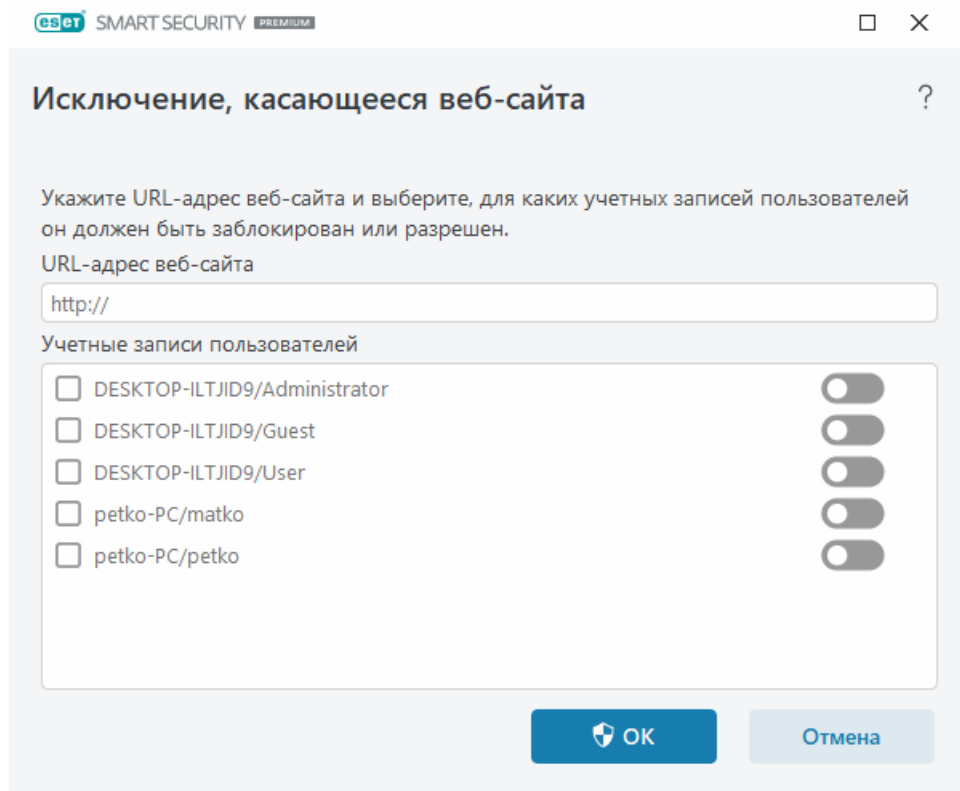 eset SMART SECURITY PREMIUM
Исключение, касающееся веб-сайта
?
Укажите URL-адрес веб-сайта и выберите, для каких учетных записей пользователей
он должен быть заблокирован или разрешен.
URL-адрес веб-сайта
http://
Учетные записи пользователей
DESKTOP-ILTJID9/Administrator
DESKTOP-ILTJID9/Guest
DESKTOP-ILTJID9/User
petko-PC/matko
petko-PC/petko
OK
Отмена